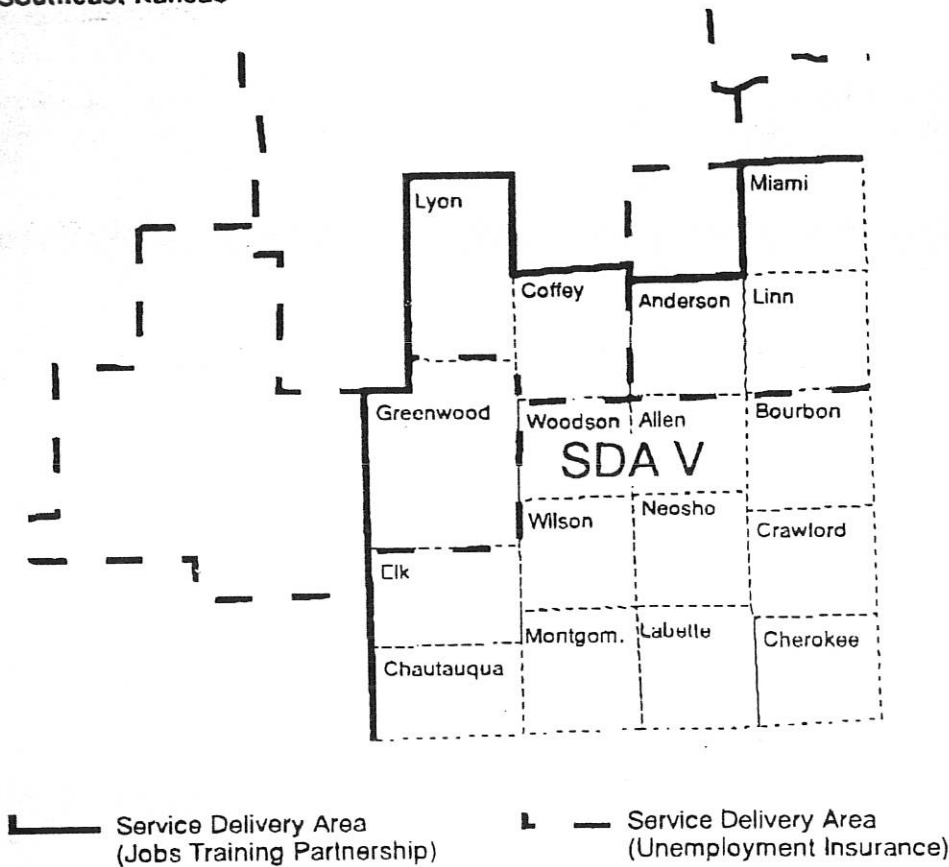 Southeast Kansas
Lyon
Miami
Coffey
Anderson
Linn
Greenwood
Woodson
Allen
Bourbon
SDA V
Wilson
Neosho
Crawford
Elk
Montgom.
Labette
Cherokee
Chautauqua
Service Delivery Area
(Jobs Training Partnership)
Service Delivery Area
(Unemployment Insurance)